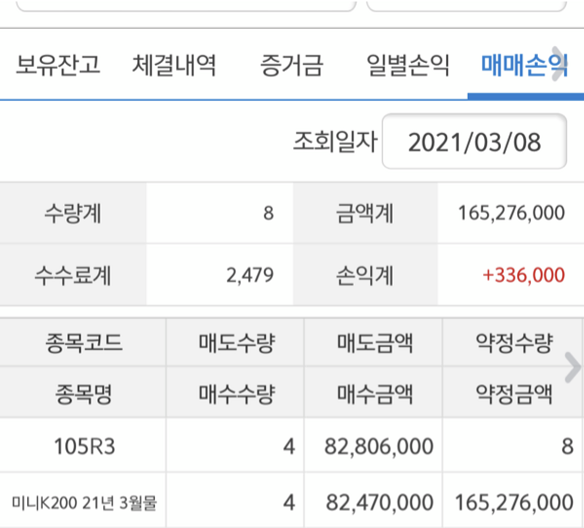 보유잔고 체결내역 증거금 일별손익 매매손익
조회일자 2021/03/08
수량계 8 금액계 165,276,000
수수료계 2,479 손익계 +336,000
종목코드 매도수량 매도금액 약정수량
종목명 매수수량 매수금액 약정금액
105R3 4 82,806,000 8
미니K200 21년 3월물 4 82,470,000 165,276,000